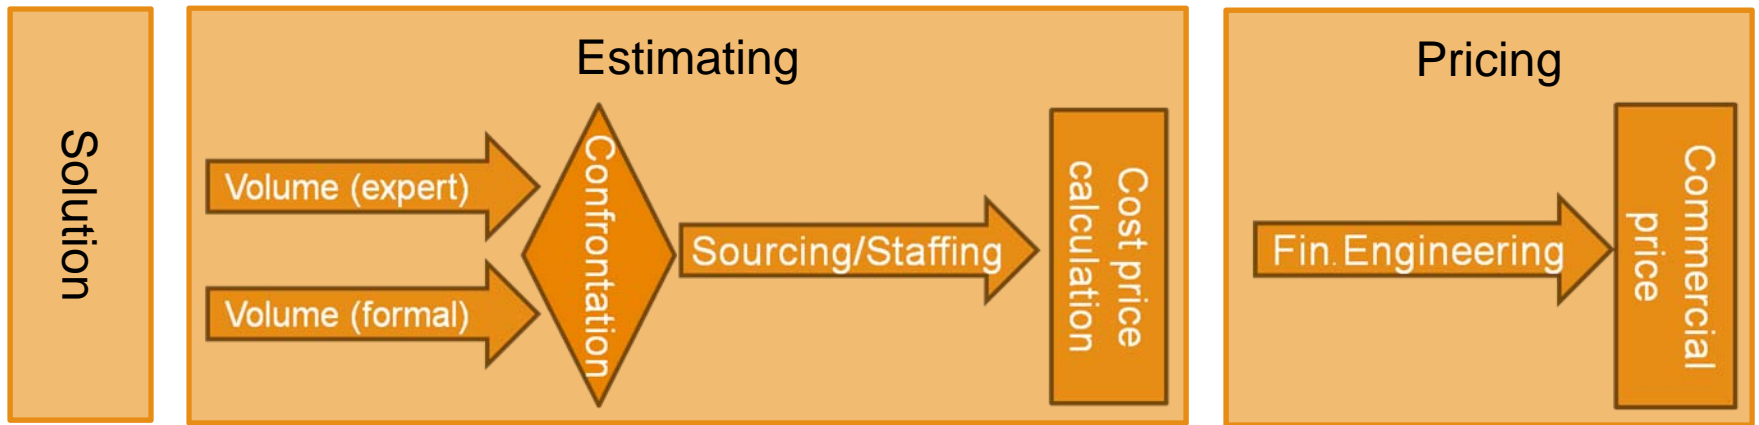 Solution
Estimating
Volume (expert)
Volume (formal)
Confrontation
Sourcing/Staffing
Cost price
calculation
Pricing
Fin. Engineering
Commercial
price